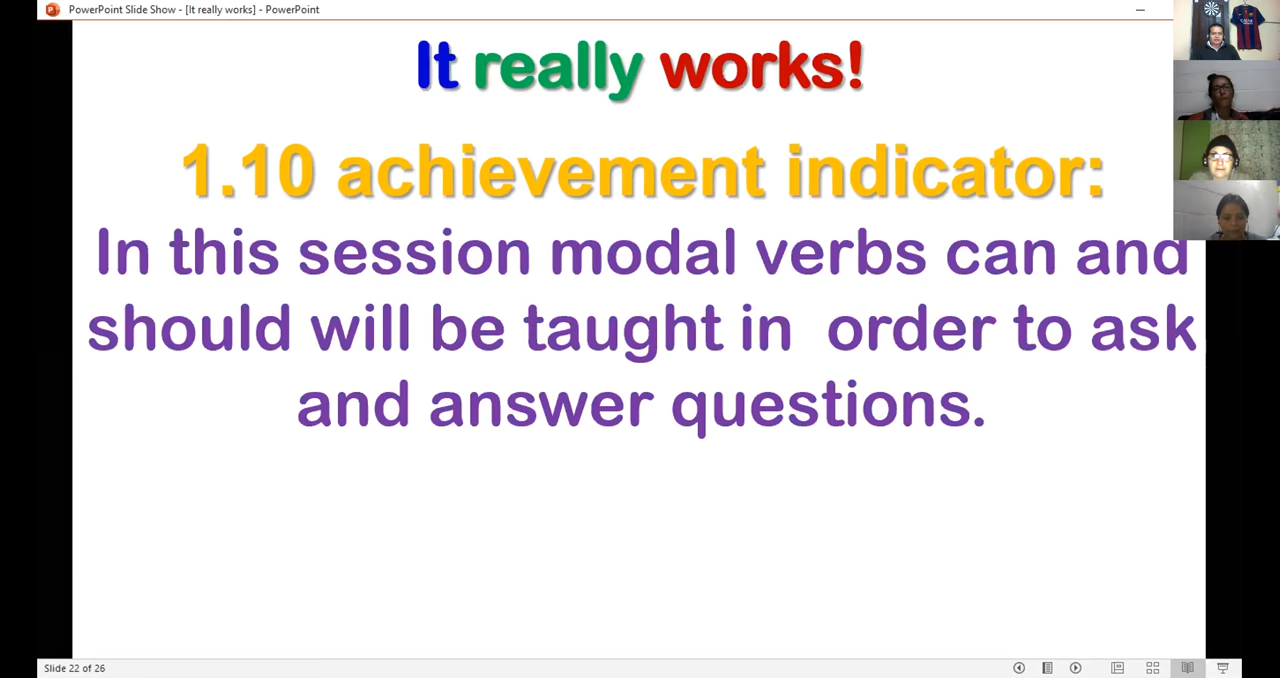 PowerPoint Slide Show - [It really works] - PowerPoint
It really works!
1.10 achievement indicator:
In this session modal verbs can and
should will be taught in order to ask
and answer questions.
Slide 22 of 26